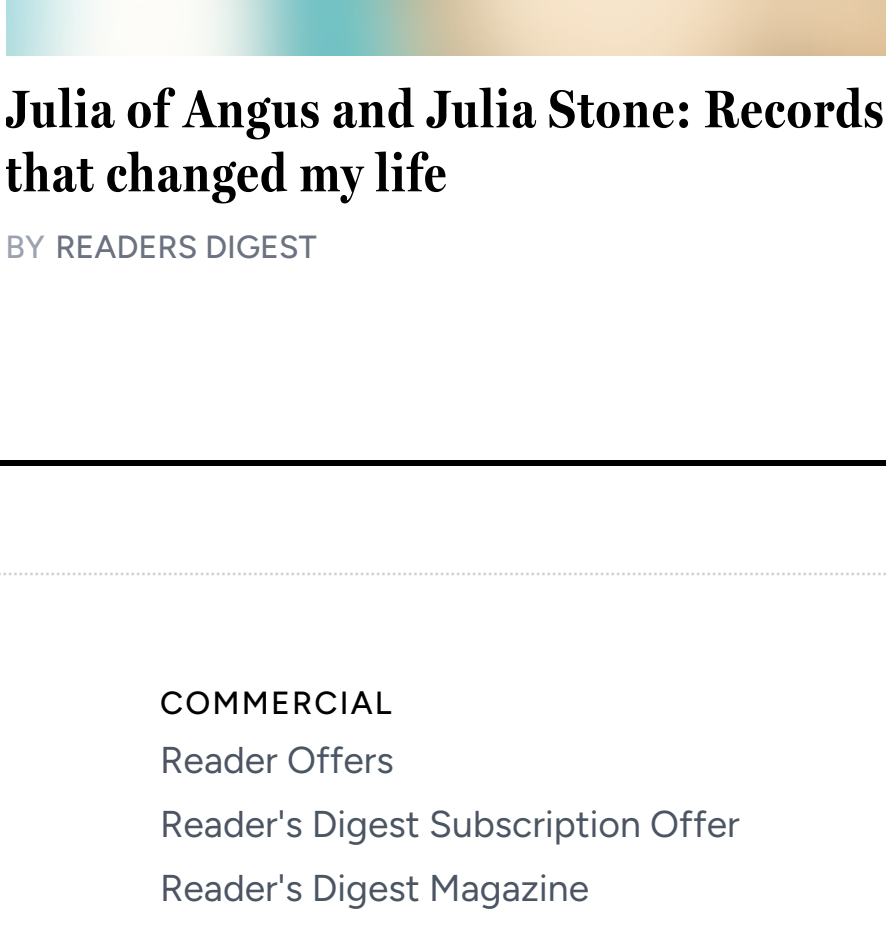 Julia of Angus and Julia Stone: Records
that changed my life
BY READERS DIGEST
COMMERCIAL
Reader Offers
Reader's Digest Subscription Offer
Reader's Digest Magazine